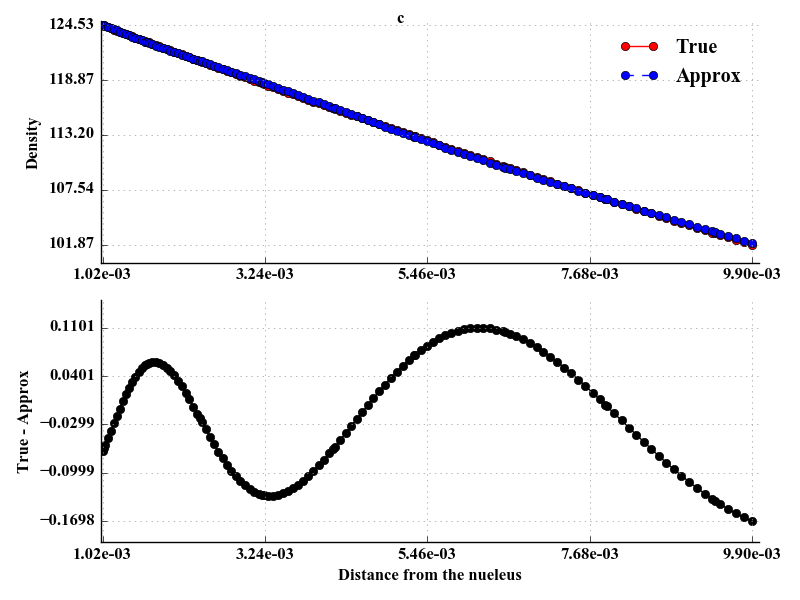 c
124.53
118.87
113.20
107.54
101.87
Density
True
Approx
1.02e-03 3.24e-03 5.46e-03 7.68e-03 9.90e-03
0.1101
0.0401
−0.0299
−0.0999
−0.1698
True - Approx
1.02e-03 3.24e-03 5.46e-03 7.68e-03 9.90e-03
Distance from the nueleus